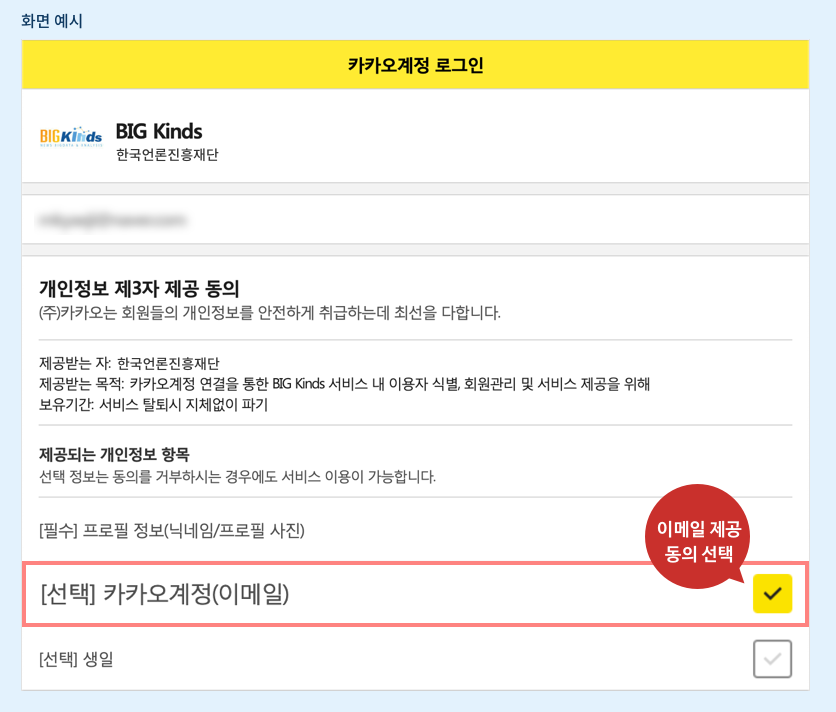 화면 예시
카카오계정 로그인
BIGKinds
BIG Kinds
한국언론진흥재단
개인정보 제3자 제공 동의
(주)카카오는 회원들의 개인정보를 안전하게 취급하는데 최선을 다합니다.
제공받는 자: 한국언론진흥재단
제공받는 목적: 카카오계정 연결을 통한 BIG Kinds 서비스 내 이용자 식별, 회원관리 및 서비스 제공을 위해
보유기간: 서비스 탈퇴시 지체없이 파기
제공되는 개인정보 항목
선택 정보는 동의를 거부하시는 경우에도 서비스 이용이 가능합니다.
[필수] 프로필 정보(닉네임/프로필 사진)
이메일 제공
동의 선택
[선택] 카카오계정(이메일)
[선택] 생일